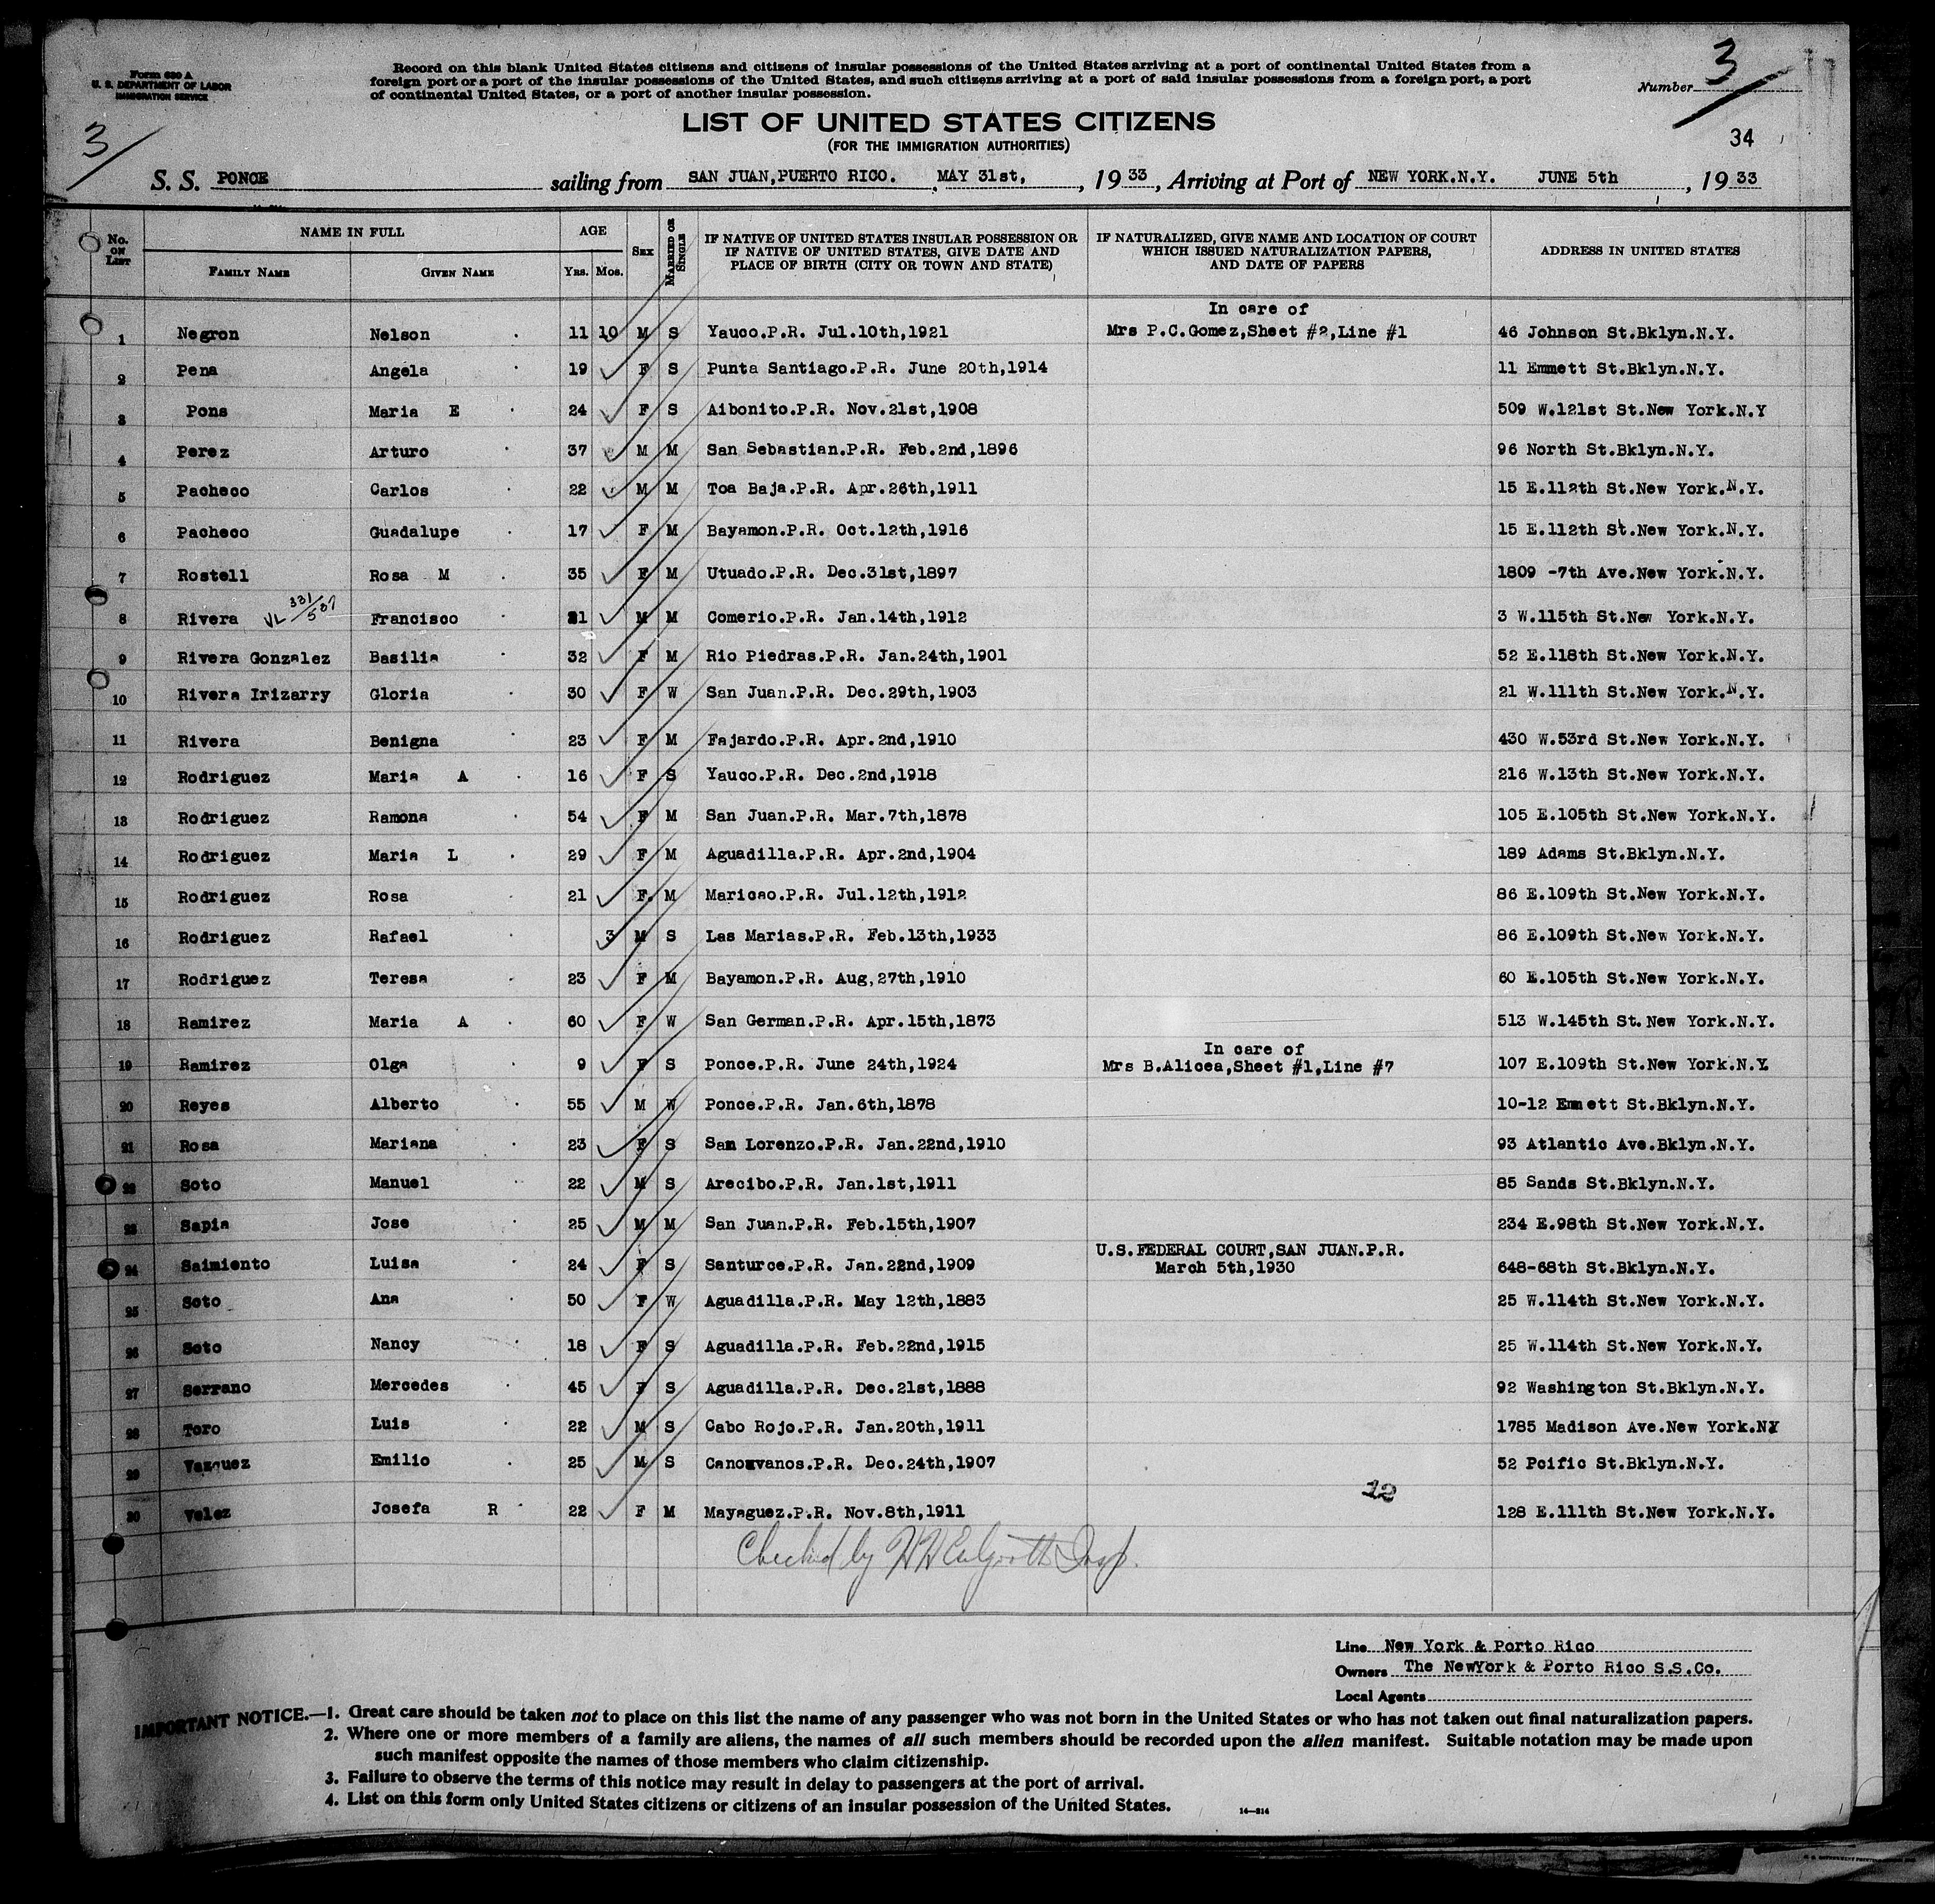 Form 630 A
U. S. DEPARTMENT OF LABOR
IMMIGRATION SERVICE
Record on this blank United States citizens and citizens of insular possessions of the United States arriving at a port of continental United States from a
foreign port or a port of the insular possessions of the United States, and such citizens arriving at a port of said insular possessions from a foreign port, a port
of continental United States, or a port of another insular possession.
Number 3
3
LIST OF UNITED STATES CITIZENS
(FOR THE IMMIGRATION AUTHORITIES)
34
S. S. PONCE sailing from SAN JUAN,PUERTO RICO. MAY 31st, , 19 33 , Arriving at Port of NEW YORK.N.Y. JUNE 5th , 19 33
No. ON LIST NAME IN FULL AGE SEX MARRIED OR SINGLE IF NATIVE OF UNITED STATES INSULAR POSSESSION OR IF NATIVE OF UNITED STATES, GIVE DATE AND PLACE OF BIRTH (CITY OR TOWN AND STATE) IF NATURALIZED, GIVE NAME AND LOCATION OF COURT WHICH ISSUED NATURALIZATION PAPERS, AND DATE OF PAPERS ADDRESS IN UNITED STATES
FAMILY NAME GIVEN NAME YRS. MOS.
In care of
1 Negron Nelson 11 10 M S Yauco.P.R. Jul.10th,1921 Mrs P.C.Gomez,Sheet #2,Line #1 46 Johnson St.Bklyn.N.Y.
2 Pena Angela 19 F S Punta Santiago.P.R. June 20th,1914 11 Emmett St.Bklyn.N.Y.
3 Pons Maria E 24 F S Aibonito.P.R. Nov.21st,1908 509 W.121st St.New York.N.Y
4 Perez Arturo 37 M M San Sebastian.P.R. Feb.2nd,1896 96 North St.Bklyn.N.Y.
5 Pacheco Carlos 22 M M Toa Baja.P.R. Apr.26th,1911 15 E.112th St.New York.N.Y.
6 Pacheco Guadalupe 17 F M Bayamon.P.R. Oct.12th,1916 15 E.112th St.New York.N.Y.
7 Rostell Rosa M 35 F M Utuado.P.R. Dec.31st,1897 1809 -7th Ave.New York.N.Y.
8 Rivera VL 331/537 Francisco 21 M M Comerio.P.R. Jan.14th,1912 3 W.115th St.New York.N.Y.
9 Rivera Gonzalez Basilia 32 F M Rio Piedras.P.R. Jan.24th,1901 52 E.118th St.New York.N.Y.
10 Rivera Irizarry Gloria 30 F W San Juan.P.R. Dec.29th,1903 21 W.111th St.New York.N.Y.
11 Rivera Benigna 23 F M Fajardo.P.R. Apr.2nd,1910 430 W.53rd St.New York.N.Y.
12 Rodriguez Maria A 16 F S Yauco.P.R. Dec.2nd,1918 216 W.13th St.New York.N.Y.
13 Rodriguez Ramona 54 F M San Juan.P.R. Mar.7th,1878 105 E.105th St.New York.N.Y.
14 Rodriguez Maria L 29 F M Aguadilla.P.R. Apr.2nd,1904 189 Adams St.Bklyn.N.Y.
15 Rodriguez Rosa 21 F. M Maricao.P.R. Jul.12th,1912 86 E.109th St.New York.N.Y.
16 Rodriguez Rafael 3 M S Las Marias.P.R. Feb.13th,1933 86 E.109th St.New York.N.Y.
17 Rodriguez Teresa 23 F M Bayamon.P.R. Aug,27th,1910 60 E.105th St.New York.N.Y.
18 Ramirez Maria A 60 F W San German.P.R. Apr.15th,1873 513 W.145th St.New York.N.Y.
In care of
19 Ramirez Olga 9 F S Ponce.P.R. June 24th,1924 Mrs B.Alicea,Sheet #1,Line #7 107 E.109th St.New York.N.Y.
20 Reyes Alberto 55 M W Ponce.P.R. Jan.6th,1878 10-12 Emmett St.Bklyn.N.Y.
21 Rosa Mariana 23 F S San Lorenzo.P.R. Jan.22nd,1910 93 Atlantic Ave.Bklyn.N.Y.
22 Soto Manuel 22 M S Arecibo.P.R. Jan.1st,1911 85 Sands St.Bklyn.N.Y.
23 Sapia Jose 25 M M San Juan.P.R. Feb.15th,1907 234 E.98th St.New York.N.Y.
U.S.FEDERAL COURT,SAN JUAN.P.R.
24 Saimiento Luisa 24 F S Santurce.P.R. Jan.22nd,1909 March 5th,1930 648-68th St.Bklyn.N.Y.
25 Soto Ana 50 F W Aguadilla.P.R. May 12th,1883 25 W.114th St.New York.N.Y.
26 Soto Nancy 18 F S Aguadilla.P.R. Feb.22nd,1915 25 W.114th St.New York.N.Y.
27 Serrano Mercedes 45 F S Aguadilla.P.R. Dec.21st,1888 92 Washington St.Bklyn.N.Y.
28 Toro Luis 22 M S Cabo Rojo.P.R. Jan.20th,1911 1785 Madison Ave.New York.NY
29 Vazquez Emilio 25 M S Canovanos.P.R. Dec.24th,1907 52 Pcific St.Bklyn.N.Y.
12
30 Velez Josefa R 22 F M Mayaguez.P.R. Nov.8th,1911 128 E.111th St.New York.N.Y.
Checked by Insp.
Line New York & Porto Rico
Owners The NewYork & Porto Rico S.S.Co.
Local Agents
IMPORTANT NOTICE.—1. Great care should be taken not to place on this list the name of any passenger who was not born in the United States or who has not taken out final naturalization papers.
2. Where one or more members of a family are aliens, the names of all such members should be recorded upon the alien manifest. Suitable notation may be made upon
such manifest opposite the names of those members who claim citizenship.
3. Failure to observe the terms of this notice may result in delay to passengers at the port of arrival.
4. List on this form only United States citizens or citizens of an insular possession of the United States.
14—214